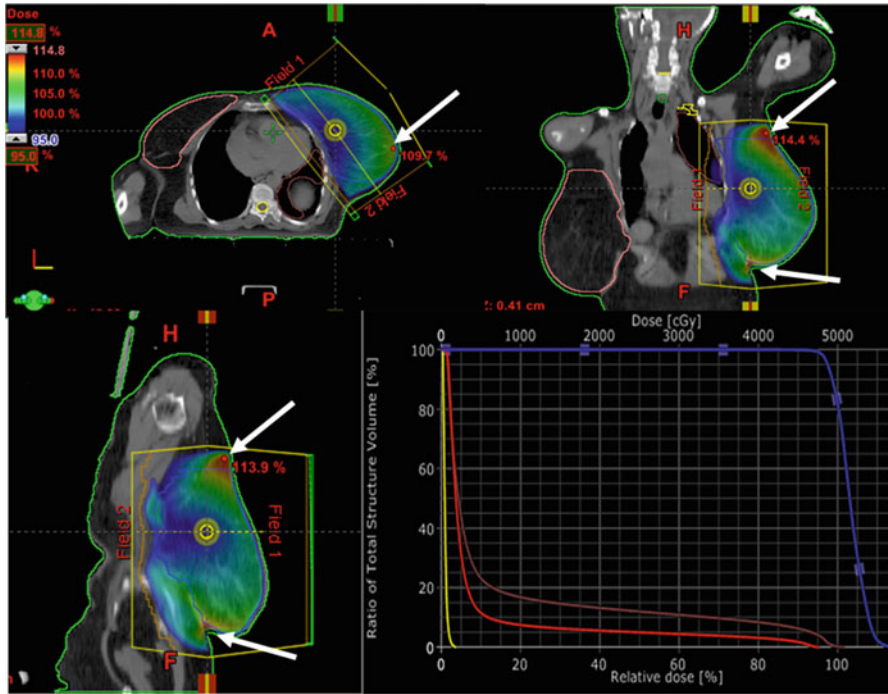 Dose
114.8 %
114.8
110.0 %
105.0 %
100.0 %
95.0
95.0 %
R
A
Field 1
109.7 %
Field 2
L
P
H
114.4 %
Field 1
Field 2
F
: 0.41 cm
H
113.9 %
Field 2
Field 1
F
Dose [cGy]
0 1000 2000 3000 4000 5000
Ratio of Total Structure Volume [%]
100
80
60
40
20
0
0 20 40 60 80 100
Relative dose [%]